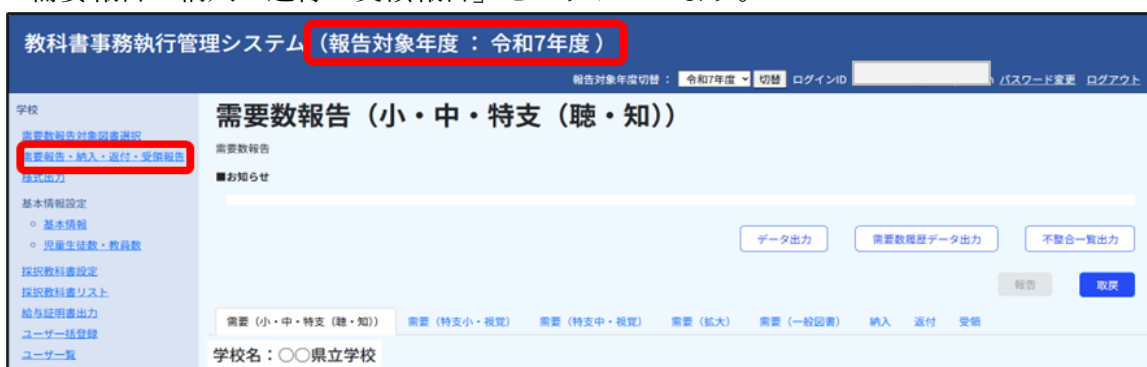 教科書事務執行管理システム（報告対象年度 ： 令和7年度 ）
報告対象年度切替： 令和7年度 切替 ログインID パスワード変更 ログアウト
学校
需要数報告対象図書選択
需要報告・納入・返付・受領報告
様式出力
基本情報設定
基本情報
児童生徒数・教員数
採択教科書設定
採択教科書リスト
給与証明書出力
ユーザー一括登録
ユーザ一覧
需要数報告（小・中・特支（聴・知））
需要数報告
■お知らせ
データ出力 需要数履歴データ出力 不整合一覧出力
報告 取戻
需要（小・中・特支（聴・知）） 需要（特支小・視覚） 需要（特支中・視覚） 需要（拡大） 需要（一般図書） 納入 返付 受領
学校名：○○県立学校